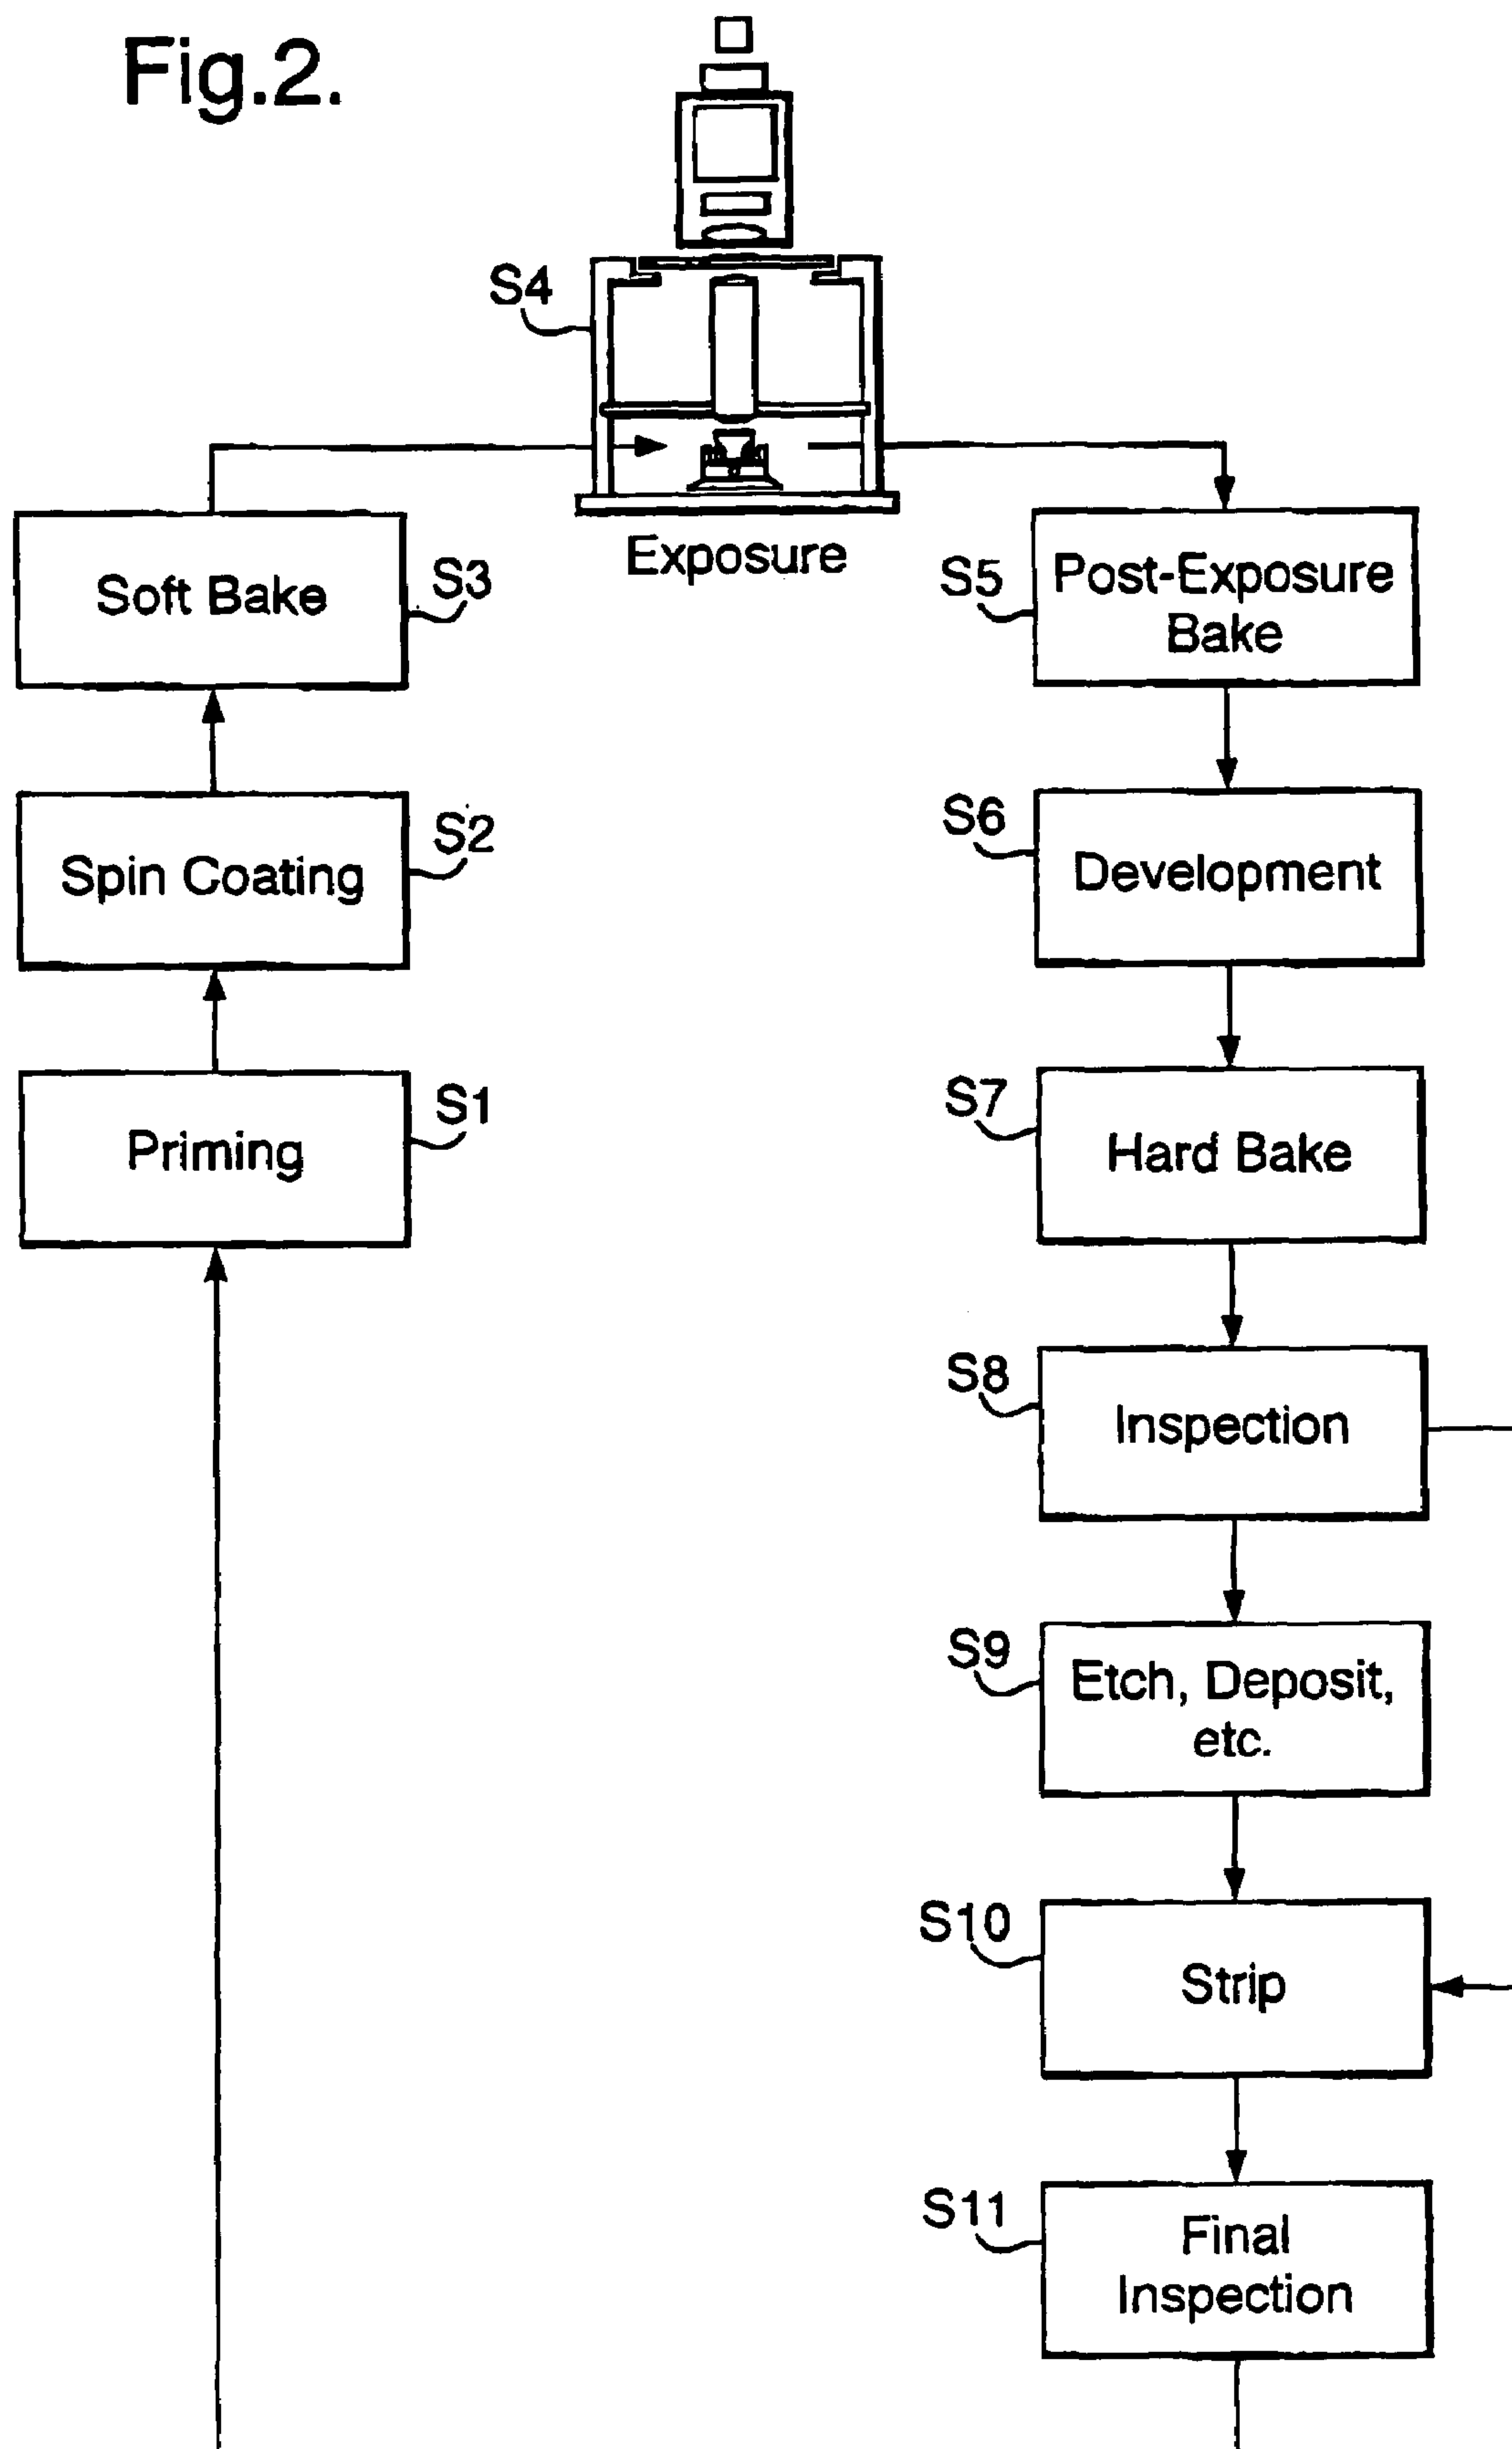 Fig.2.
S4
Exposure
Soft Bake
S3
Spin Coating
S2
Priming
S1
S5
Post-Exposure
Bake
S6
Development
S7
Hard Bake
S8
Inspection
S9
Etch, Deposit,
etc.
S10
Strip
S11
Final
Inspection